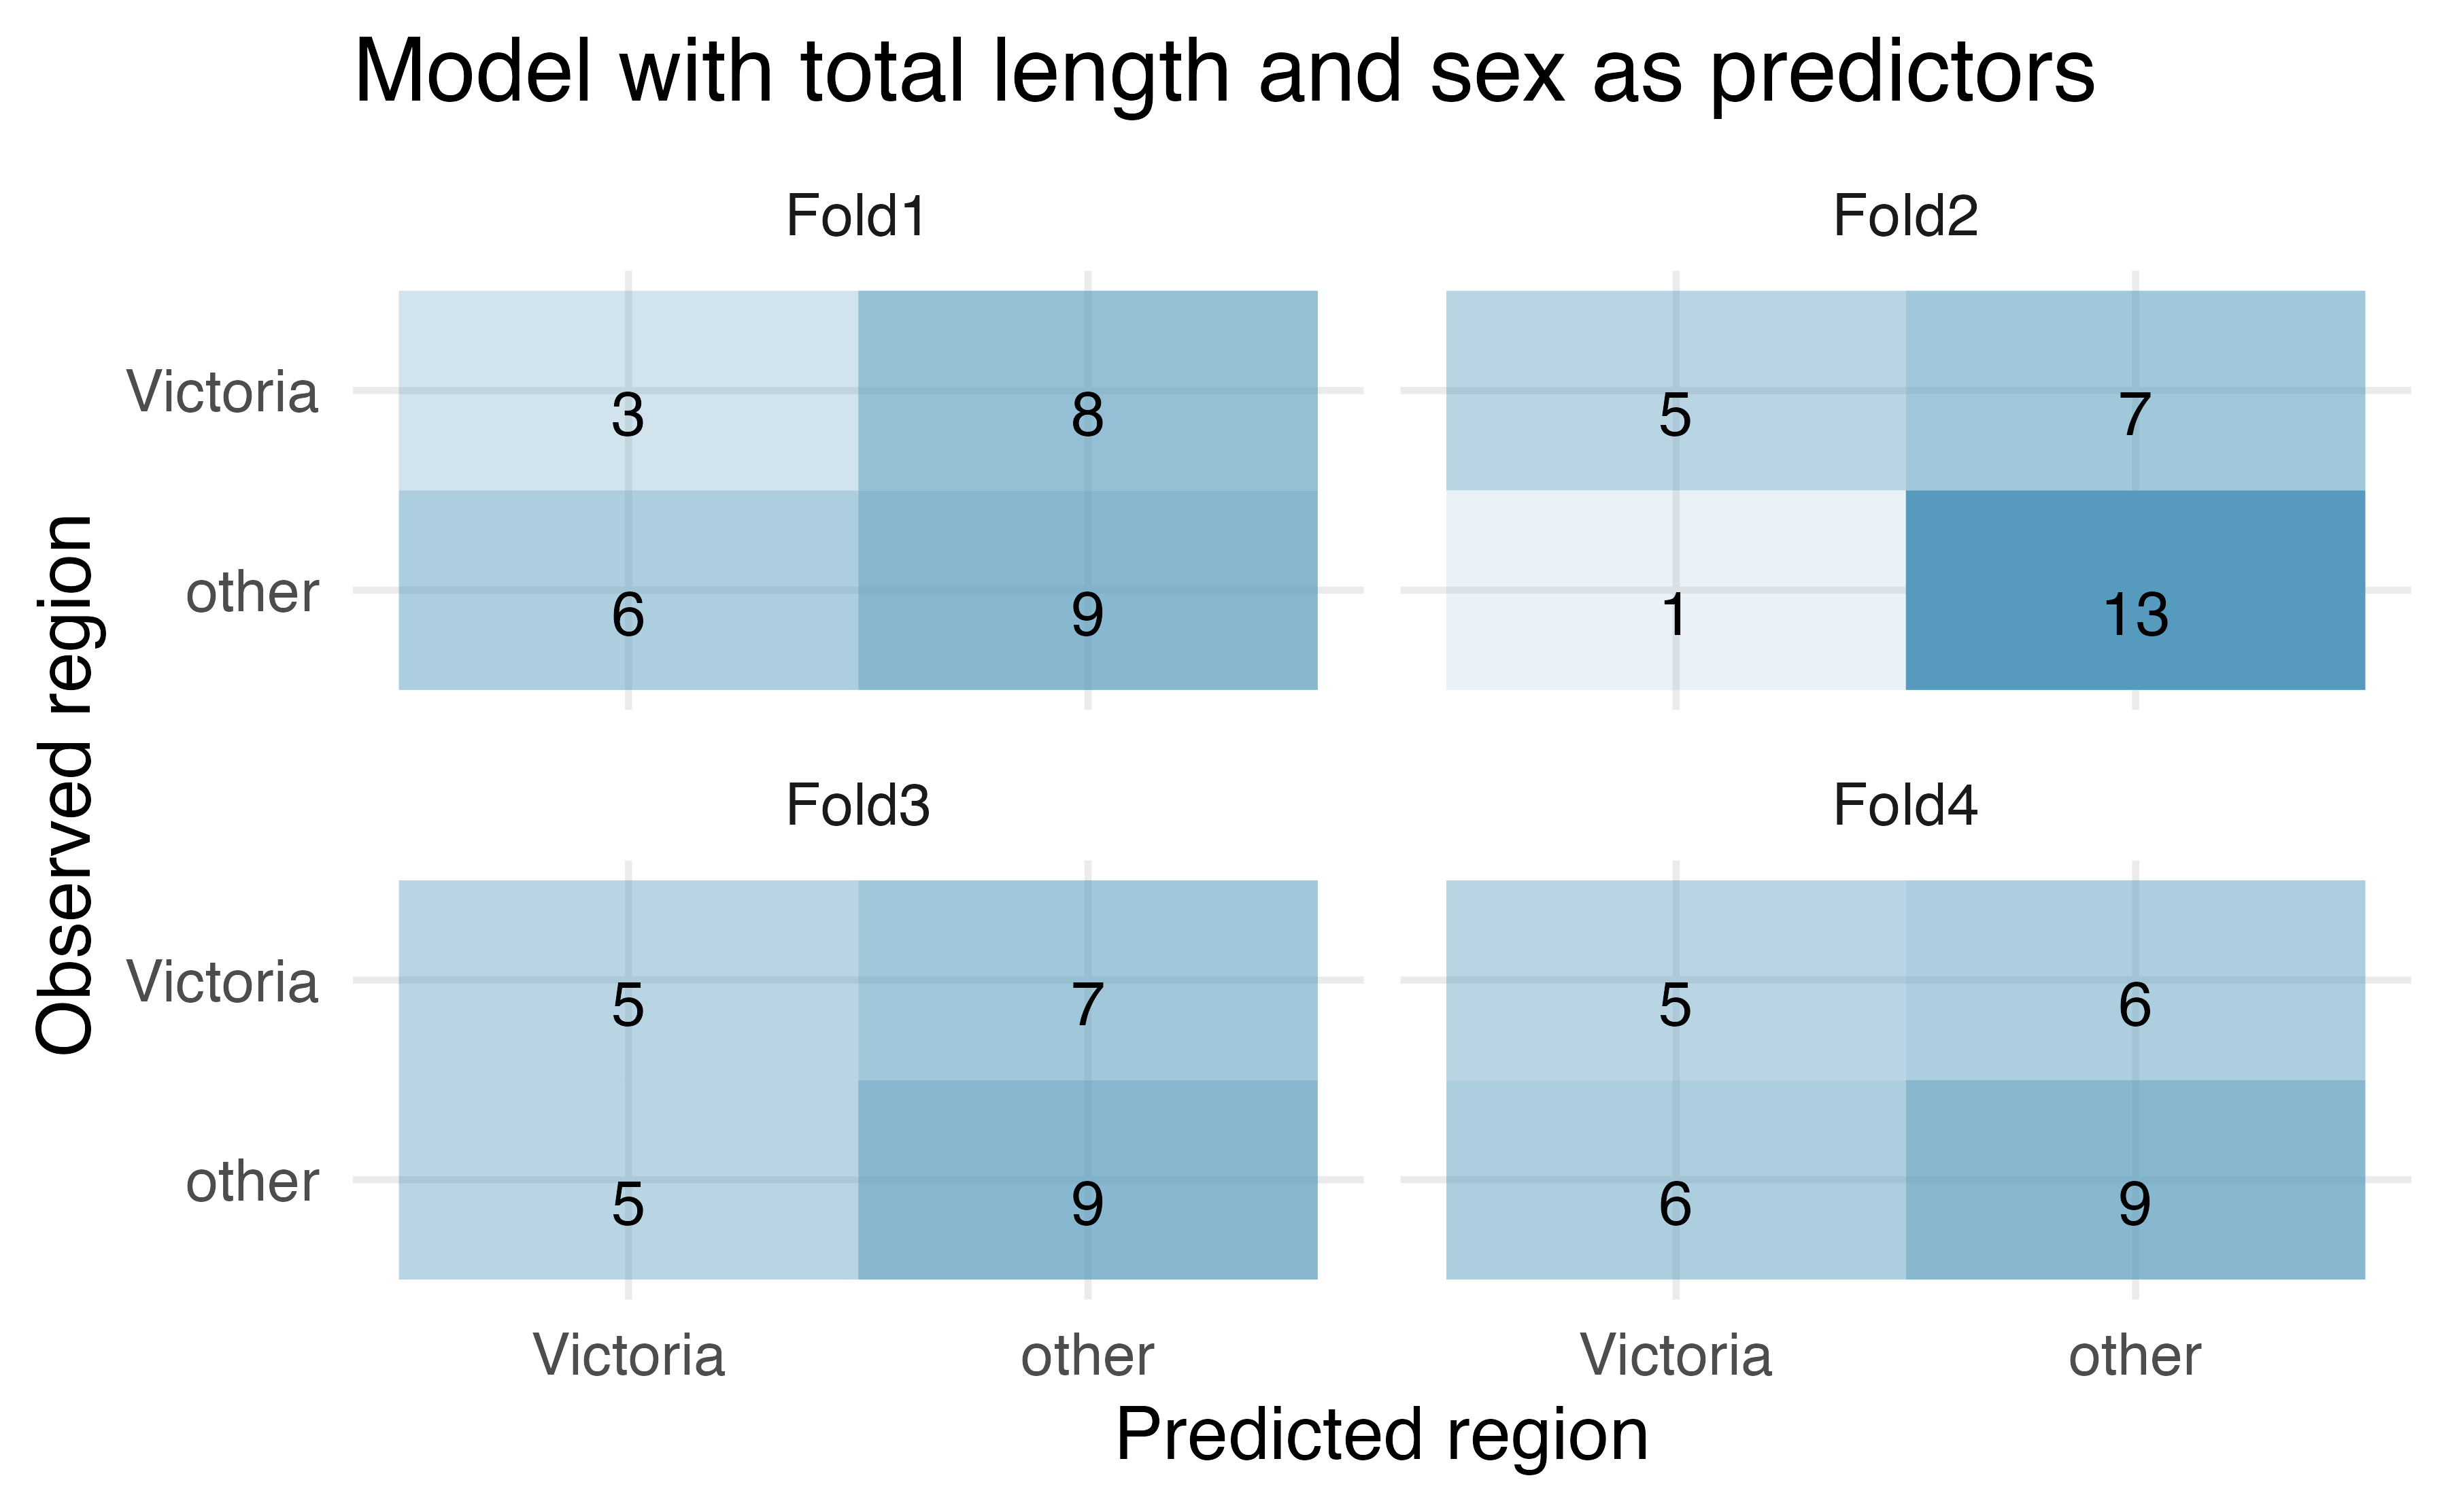 Model with total length and sex as predictors
Fold1
Fold2
Victoria
3
8
5
7
other
6
9
1
13
Fold3
Fold4
Victoria
5
7
5
6
other
5
9
6
9
Victoria
other
Victoria
other
Predicted region
Observed region